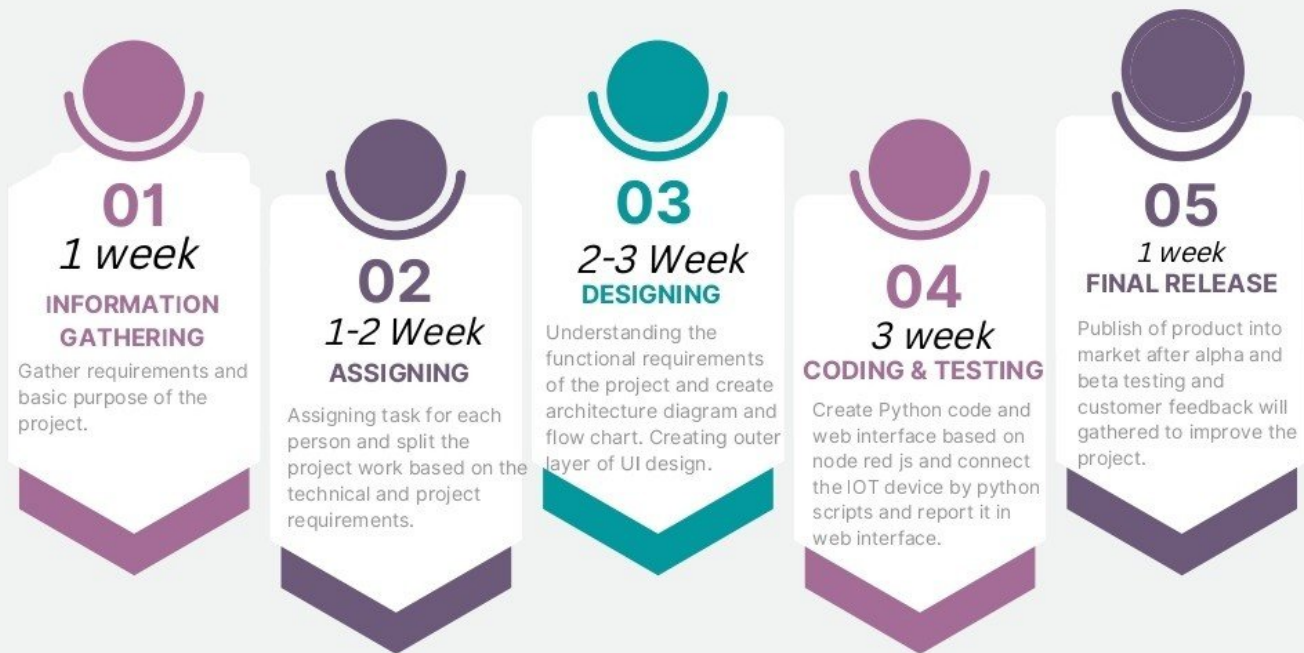 01
1 week
INFORMATION
GATHERING
Gather requirements and
basic purpose of the
project.
02
1-2 Week
ASSIGNING
Assigning task for each
person and split the
project work based on the
technical and project
requirements.
03
2-3 Week
DESIGNING
Understanding the
functional requirements
of the project and create
architecture diagram and
flow chart. Creating outer
layer of UI design.
04
3 week
CODING & TESTING
Create Python code and
web interface based on
node red js and connect
the IOT device by python
scripts and report it in
web interface.
05
1 week
FINAL RELEASE
Publish of product into
market after alpha and
beta testing and
customer feedback will
gathered to improve the
project.